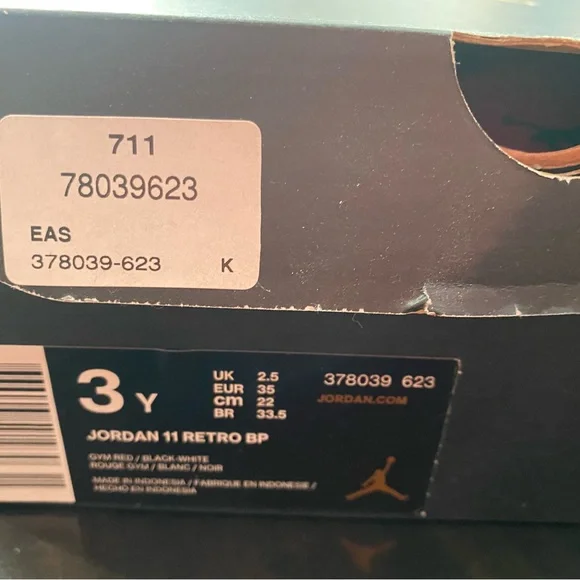 711
78039623
EAS
378039-623 K
3 Y
UK 2.5
EUR 35
cm 22
BR 33.5
378039 623
JORDAN.COM
JORDAN 11 RETRO BP
GYM RED / BLACK-WHITE
ROUGE GYM / BLANC / NOIR
MADE IN INDONESIA / FABRIQUE EN INDONESIE /
HECHO EN INDONESIA